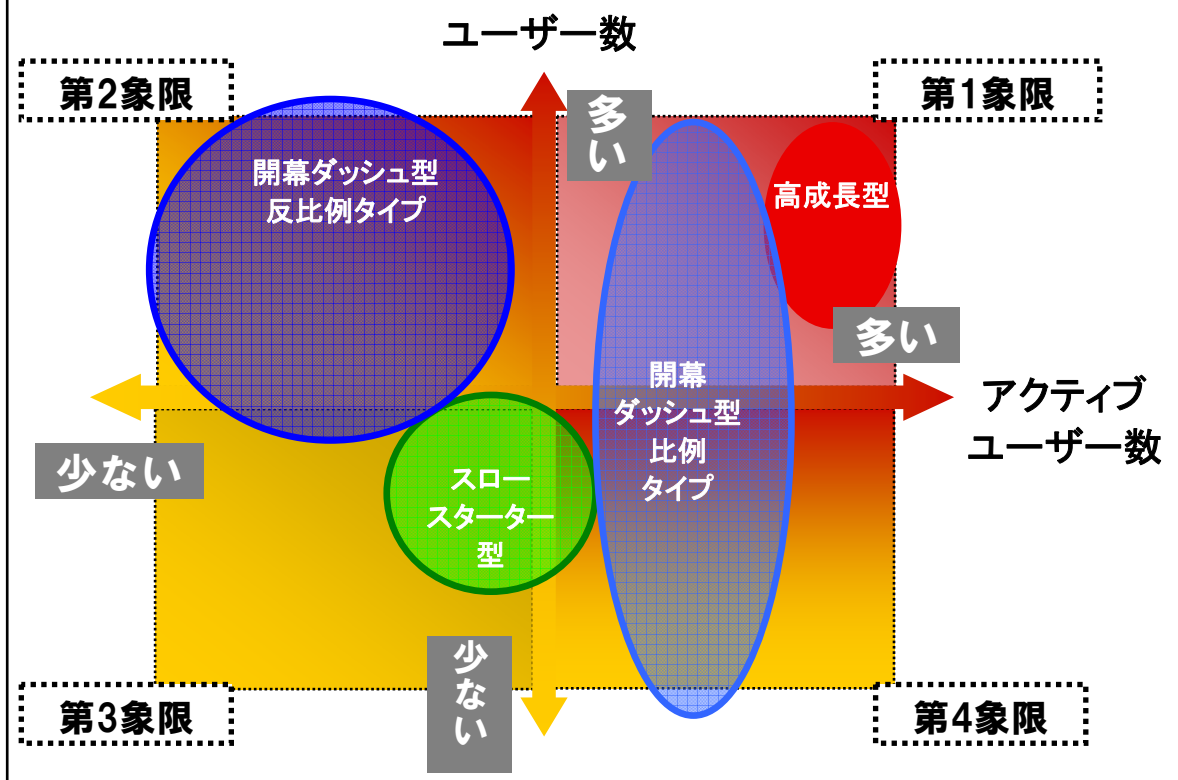 ユーザー数
第2象限
第1象限
多
い
開幕ダッシュ型
反比例タイプ
高成長型
多い
開幕
ダッシュ型
比例
タイプ
アクティブ
ユーザー数
少ない
スロー
スターター
型
少
な
い
第3象限
第4象限